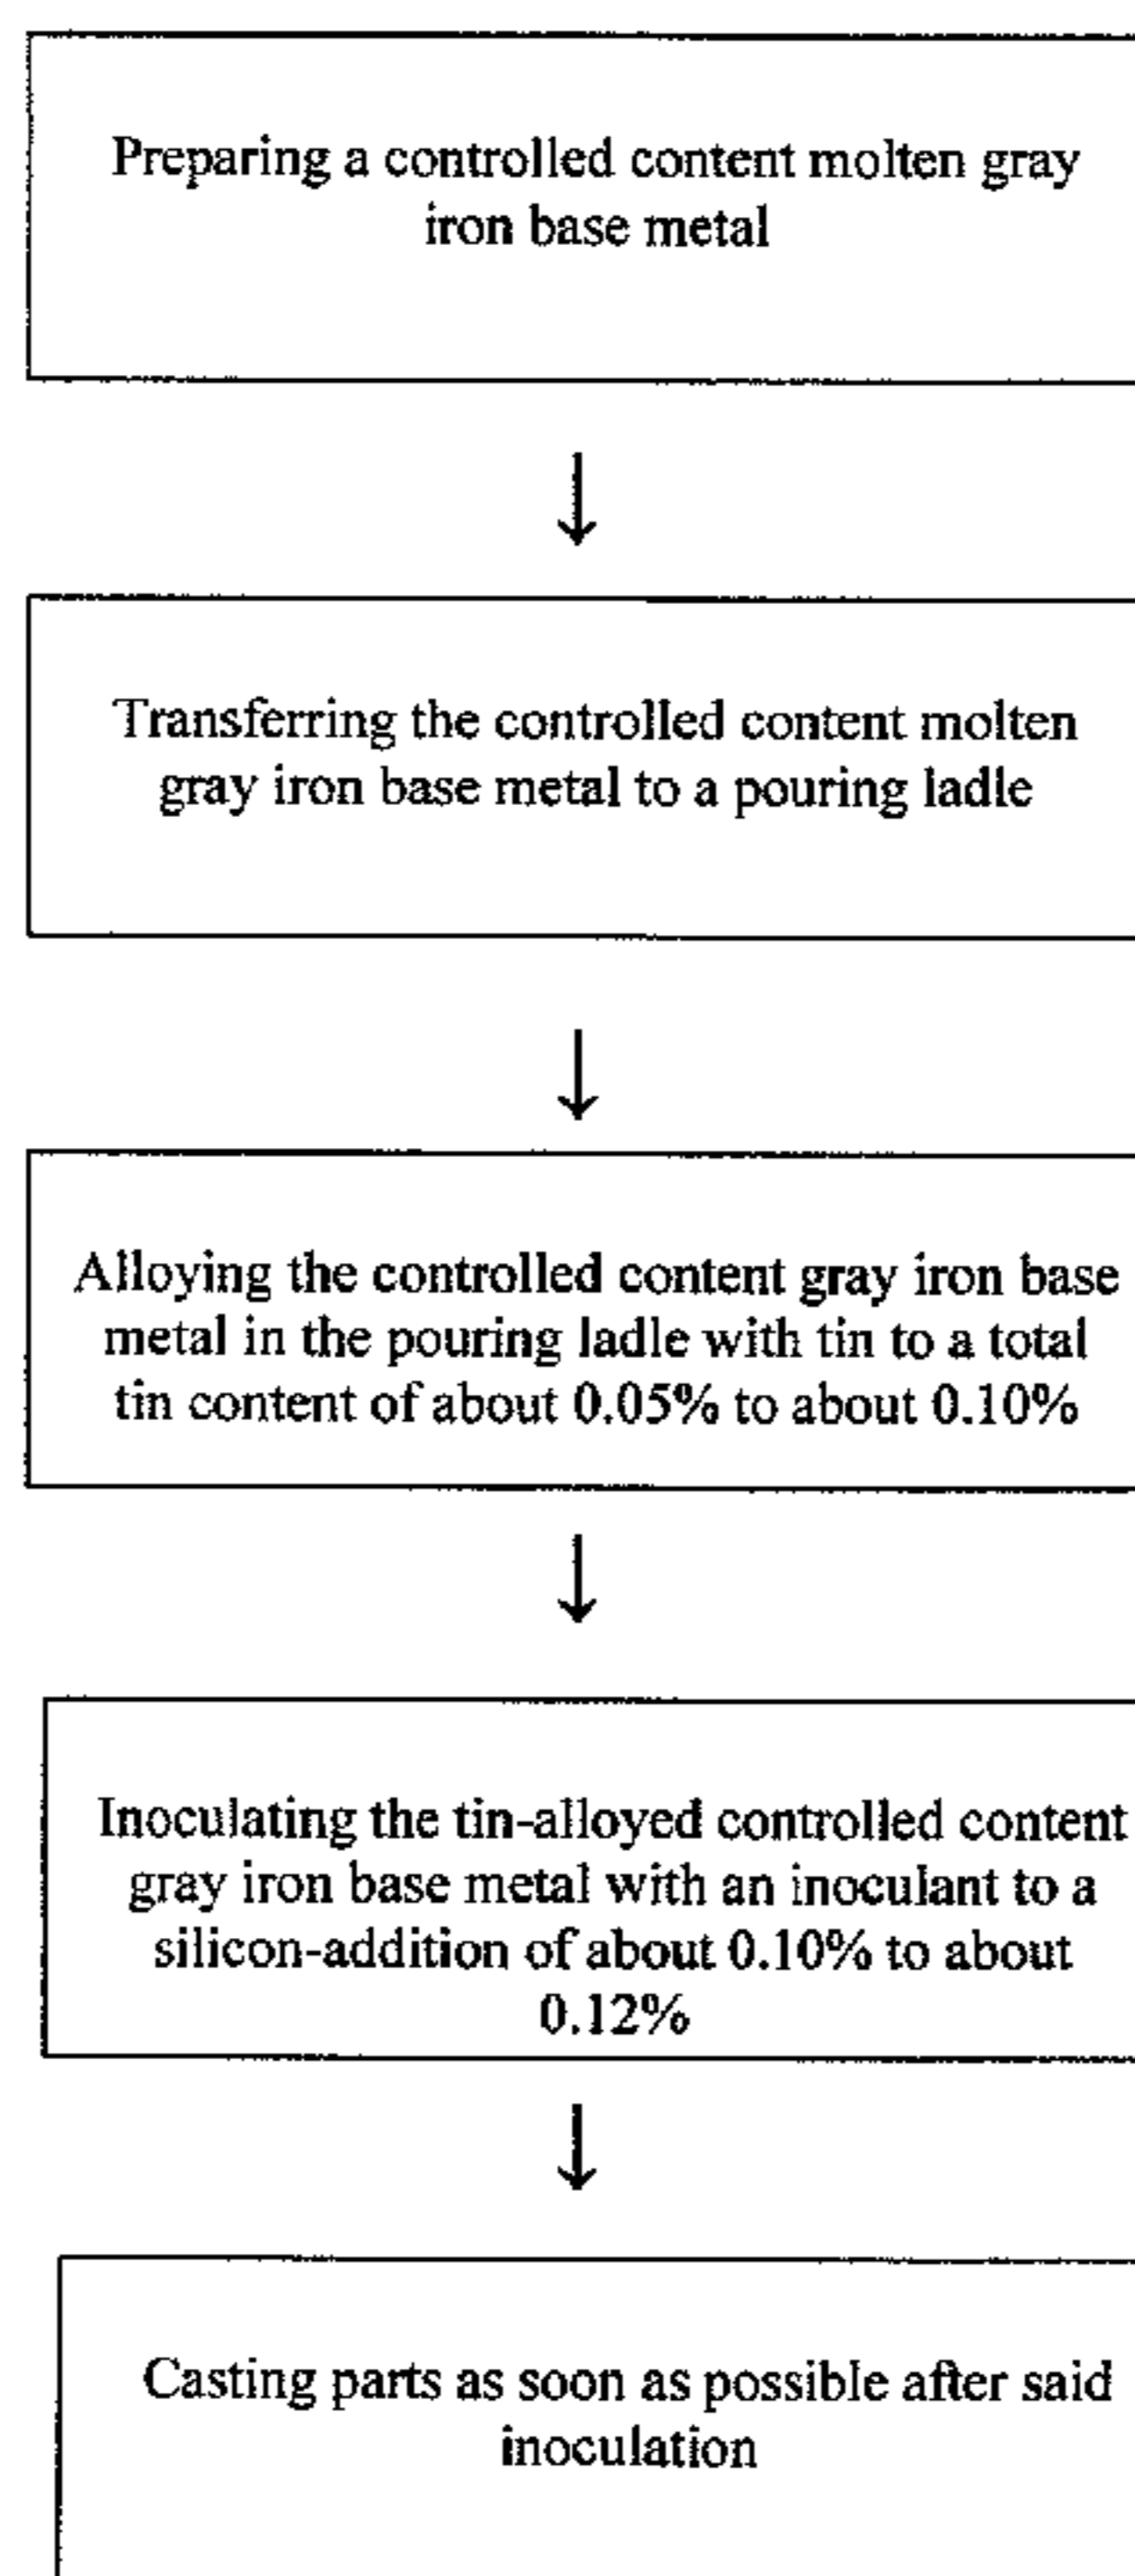 Preparing a controlled content molten gray
iron base metal
Transferring the controlled content molten
gray iron base metal to a pouring ladle
Alloying the controlled content gray iron base
metal in the pouring ladle with tin to a total
tin content of about 0.05% to about 0.10%
Inoculating the tin-alloyed controlled content
gray iron base metal with an inoculant to a
silicon-addition of about 0.10% to about
0.12%
Casting parts as soon as possible after said
inoculation